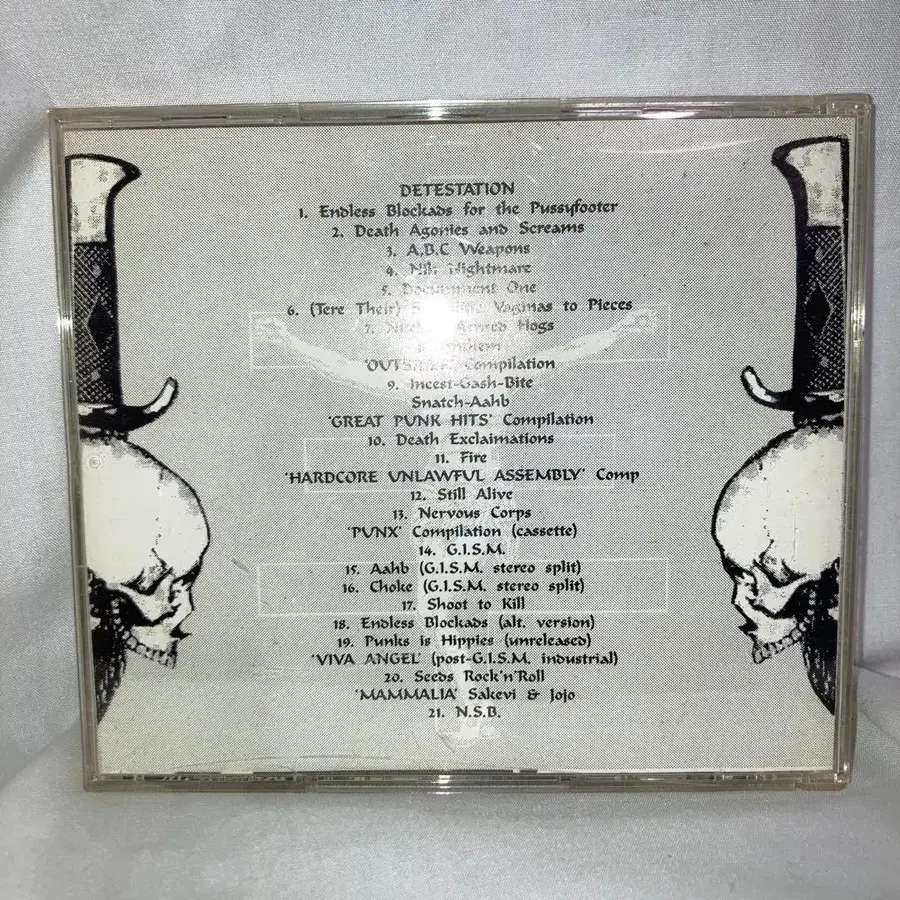 DETESTATION
1. Endless Blockads for the Pussyfooter
2. Death Agonies and Screams
3. A,B.C Weapons
4. Nih Nightmare
5. Document One
6. (Tere Their) Vaginas to Pieces
7. Armed Hogs
Compilation
9. Incest-Gash-Bite
Snatch-Aahb
'GREAT PUNK HITS' Compilation
10. Death Exclaimations
11. Fire
'HARDCORE UNLAWFUL ASSEMBLY' Comp
12. Still Alive
13. Nervous Corps
'PUNX' Compilation (cassette)
14. G.I.S.M.
15. Aahb (G.I.S.M. stereo split)
16. Choke (G.I.S.M. stereo split)
17. Shoot to Kill
18. Endless Blockads (alt. version)
19. Punks is Hippies (unreleased)
'VIVA ANGEL' (post-G.I.S.M. industrial)
20. Seeds Rock'n'Roll
'MAMMALIA' Sakevi & Jojo
21. N.S.B.